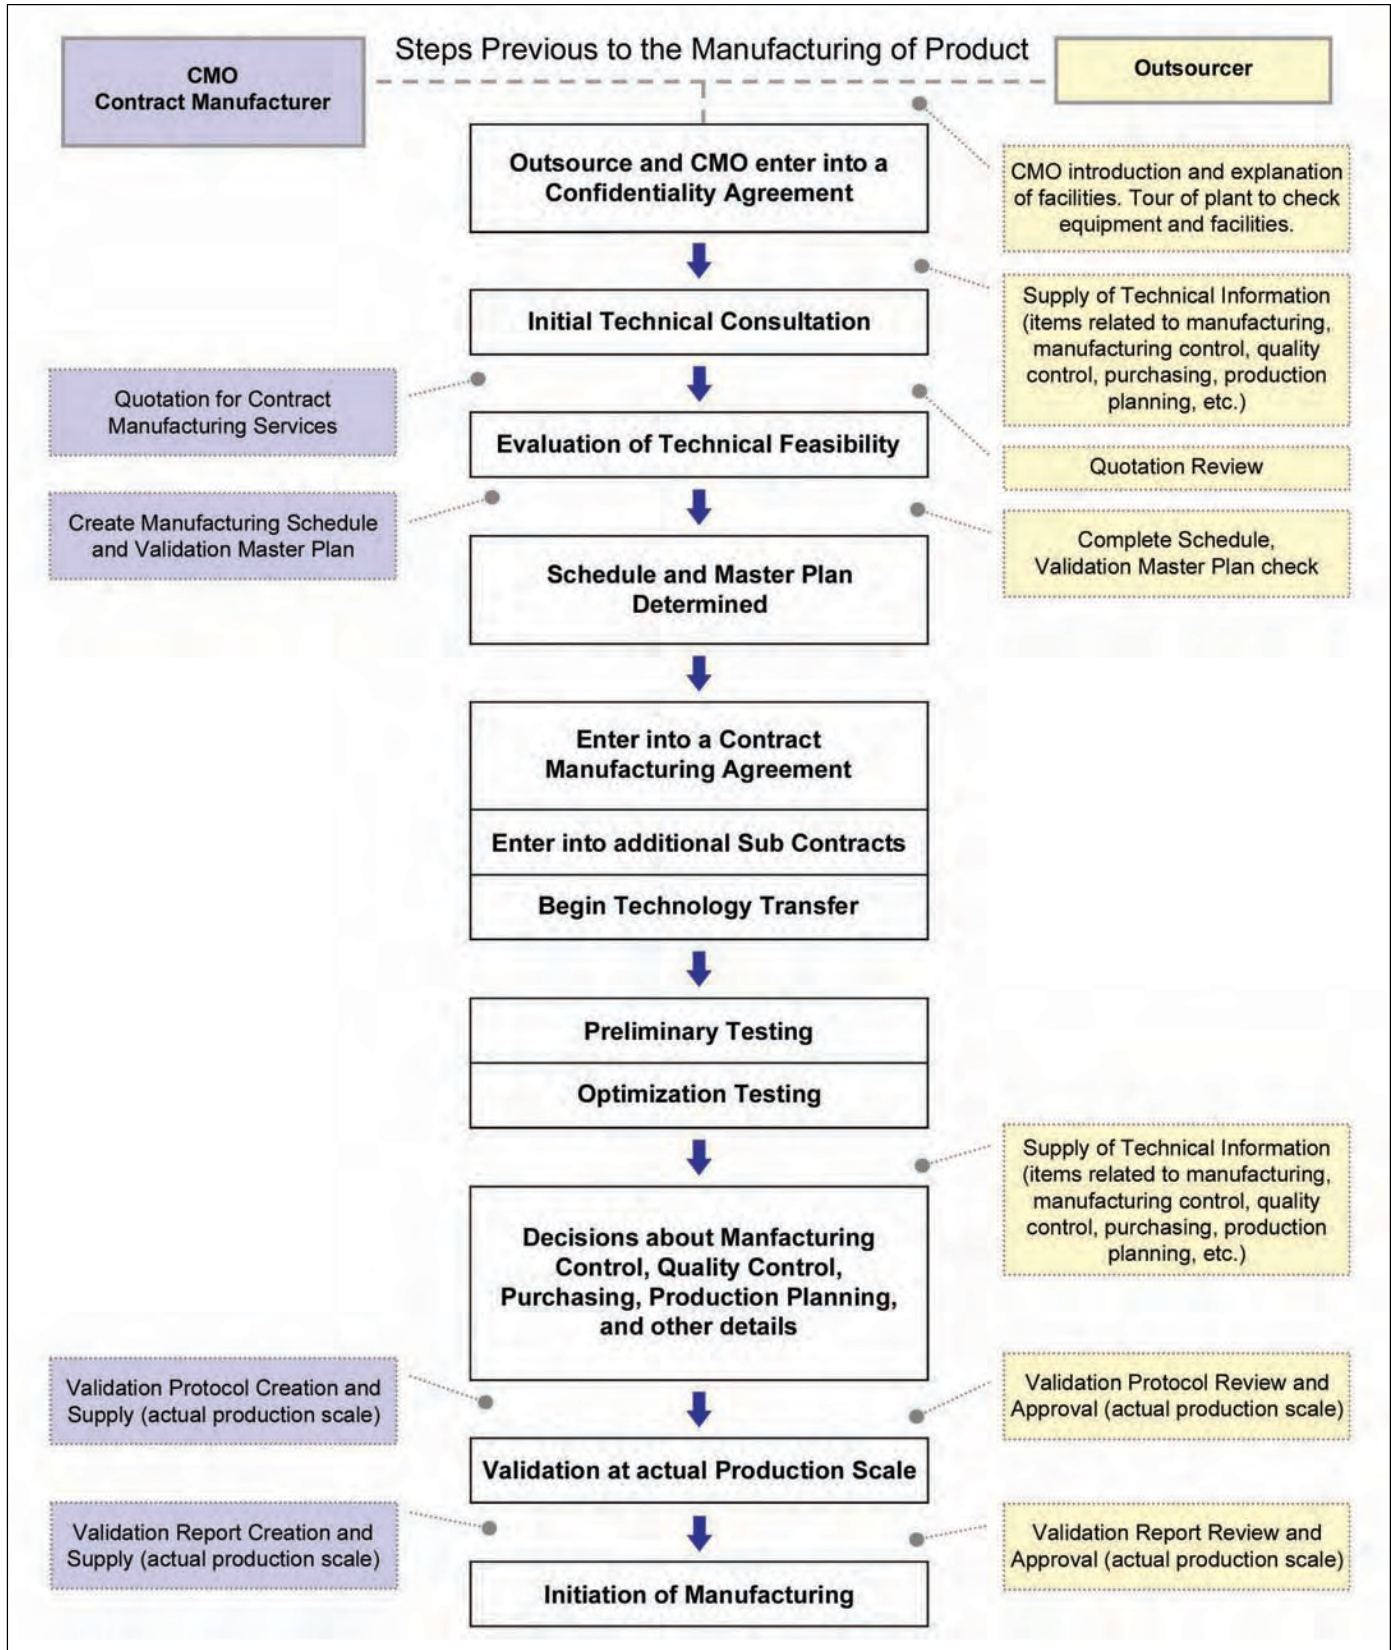 Steps Previous to the Manufacturing of Product
CMO
Contract Manufacturer
Outsourcer
Outsource and CMO enter into a
Confidentiality Agreement
CMO introduction and explanation
of facilities. Tour of plant to check
equipment and facilities.
Initial Technical Consultation
Supply of Technical Information
(items related to manufacturing,
manufacturing control, quality
control, purchasing, production
planning, etc.)
Quotation for Contract
Manufacturing Services
Evaluation of Technical Feasibility
Quotation Review
Create Manufacturing Schedule
and Validation Master Plan
Complete Schedule,
Validation Master Plan check
Schedule and Master Plan
Determined
Enter into a Contract
Manufacturing Agreement
Enter into additional Sub Contracts
Begin Technology Transfer
Preliminary Testing
Optimization Testing
Supply of Technical Information
(items related to manufacturing,
manufacturing control, quality
control, purchasing, production
planning, etc.)
Decisions about Manfacturing
Control, Quality Control,
Purchasing, Production Planning,
and other details
Validation Protocol Creation and
Supply (actual production scale)
Validation Protocol Review and
Approval (actual production scale)
Validation at actual Production Scale
Validation Report Creation and
Supply (actual production scale)
Validation Report Review and
Approval (actual production scale)
Initiation of Manufacturing